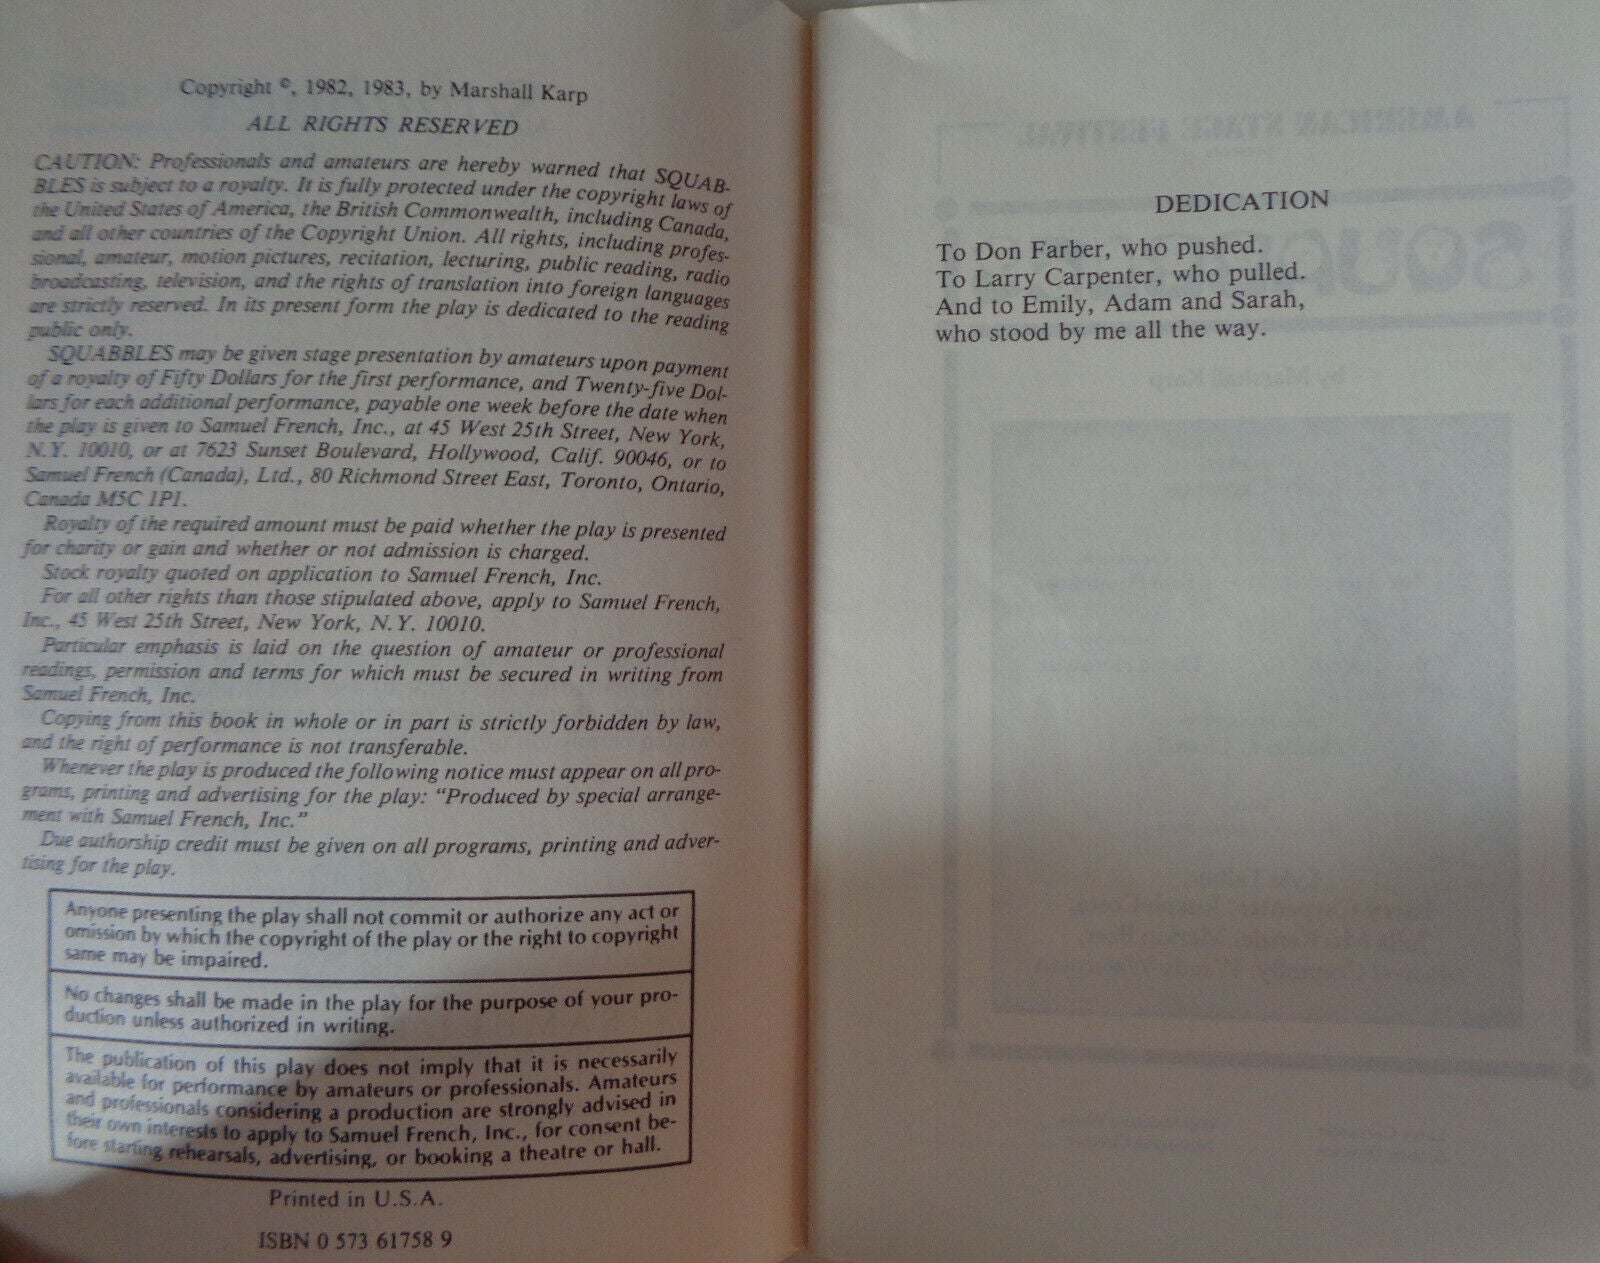 Copyright ©, 1982, 1983, by Marshall Karp
ALL RIGHTS RESERVED
CAUTION: Professionals and amateurs are hereby warned that SQUAB-
BLES is subject to a royalty. It is fully protected under the copyright laws of
the United States of America, the British Commonwealth, including Canada,
and all other countries of the Copyright Union. All rights, including profes-
sional, amateur, motion pictures, recitation, lecturing, public reading, radio
broadcasting, television, and the rights of translation into foreign languages
are strictly reserved. In its present form the play is dedicated to the reading
public only.
SQUABBLES may be given stage presentation by amateurs upon payment
of a royalty of Fifty Dollars for the first performance, and Twenty-five Dol-
lars for each additional performance, payable one week before the date when
the play is given to Samuel French, Inc., at 45 West 25th Street, New York,
N.Y. 10010, or at 7623 Sunset Boulevard, Hollywood, Calif. 90046, or to
Samuel French (Canada), Ltd., 80 Richmond Street East, Toronto, Ontario,
Canada M5C 1P1.
Royalty of the required amount must be paid whether the play is presented
for charity or gain and whether or not admission is charged.
Stock royalty quoted on application to Samuel French, Inc.
For all other rights than those stipulated above, apply to Samuel French,
Inc., 45 West 25th Street, New York, N.Y. 10010.
Particular emphasis is laid on the question of amateur or professional
readings, permission and terms for which must be secured in writing from
Samuel French, Inc.
Copying from this book in whole or in part is strictly forbidden by law,
and the right of performance is not transferable.
Whenever the play is produced the following notice must appear on all pro-
grams, printing and advertising for the play: “Produced by special arrange-
ment with Samuel French, Inc.”
Due authorship credit must be given on all programs, printing and adver-
tising for the play.
Anyone presenting the play shall not commit or authorize any act or
omission by which the copyright of the play or the right to copyright
same may be impaired.
No changes shall be made in the play for the purpose of your pro-
duction unless authorized in writing.
The publication of this play does not imply that it is necessarily
available for performance by amateurs or professionals. Amateurs
and professionals considering a production are strongly advised in
their own interests to apply to Samuel French, Inc., for consent be-
fore starting rehearsals, advertising, or booking a theatre or hall.
Printed in U.S.A.
ISBN 0 573 61758 9
DEDICATION
To Don Farber, who pushed.
To Larry Carpenter, who pulled.
And to Emily, Adam and Sarah,
who stood by me all the way.
AMERICAN STAGE FESTIVAL
by Marshall Karp